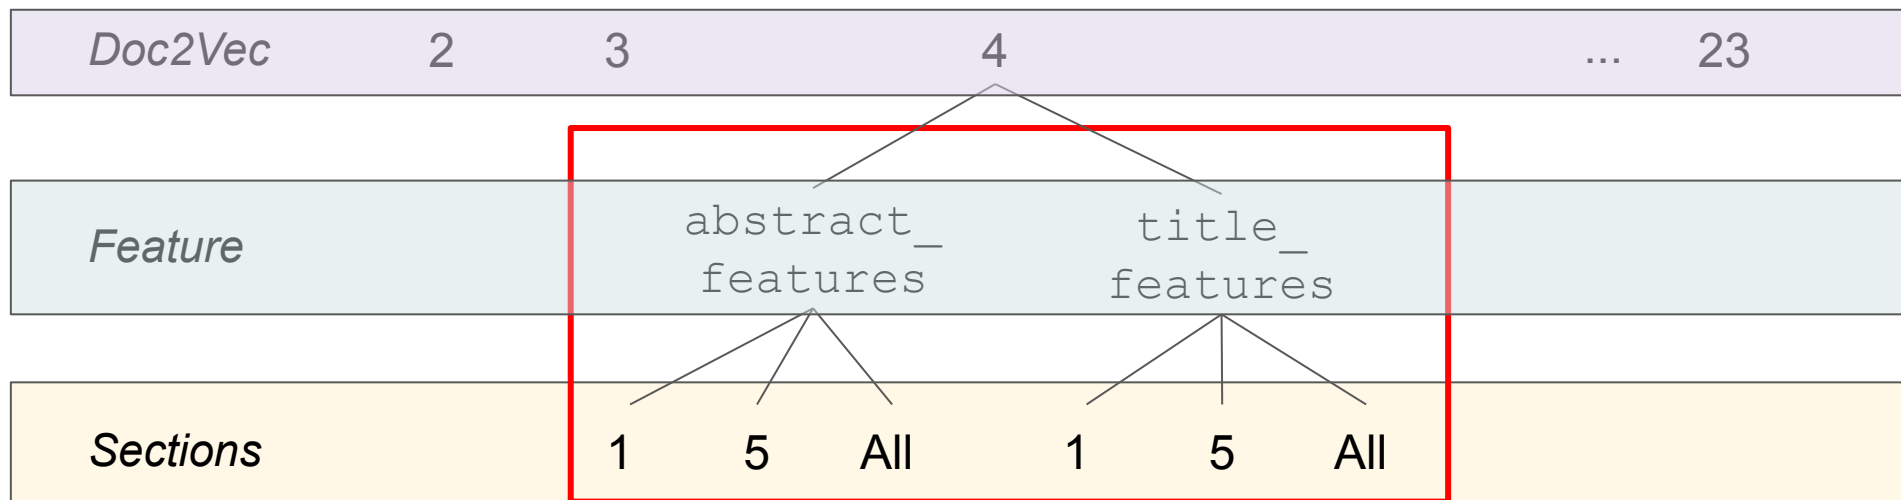 Doc2Vec 2 3 4 ... 23
Feature
abstract_
features
title_
features
Sections 1 5 All 1 5 All